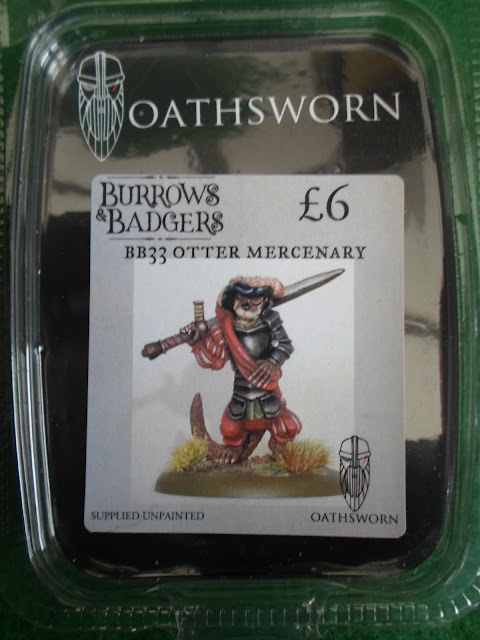 OATHSWORN
BURROWS
& BADGERS
£6
BB33 OTTER MERCENARY
SUPPLIED UNPAINTED
OATHSWORN